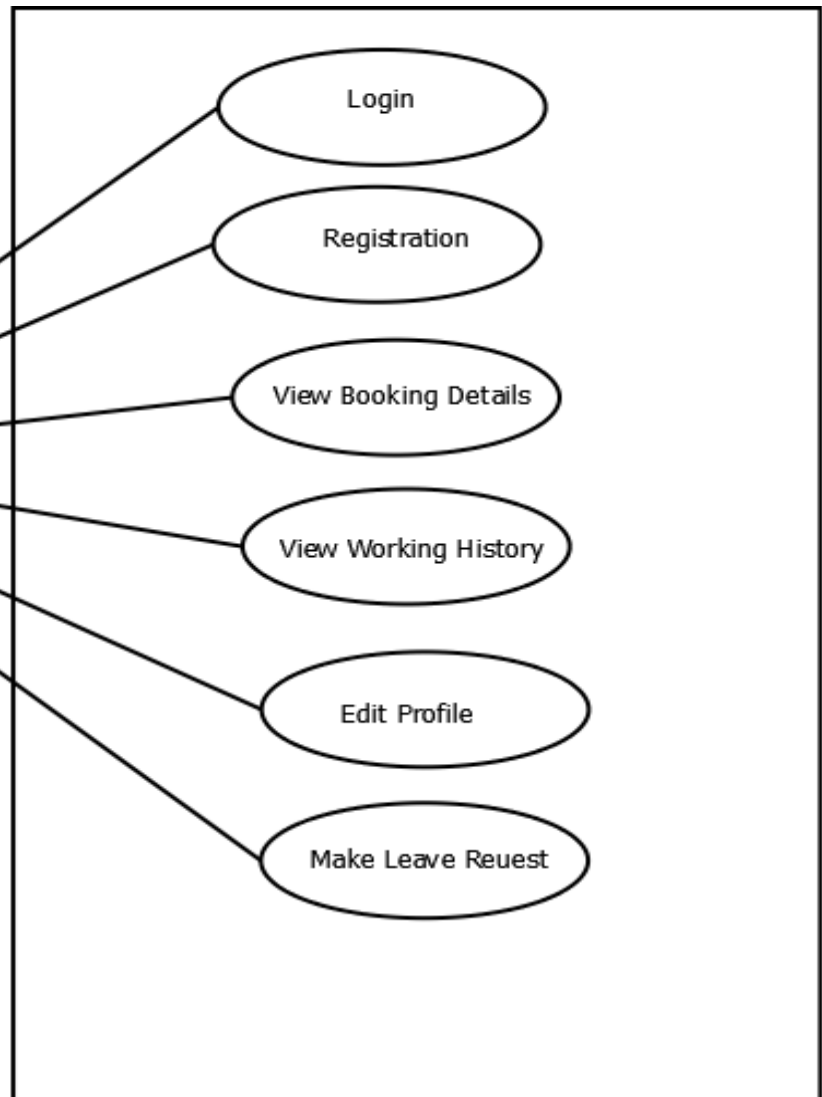 Login
Registration
View Booking Details
View Working History
Edit Profile
Make Leave Reuest